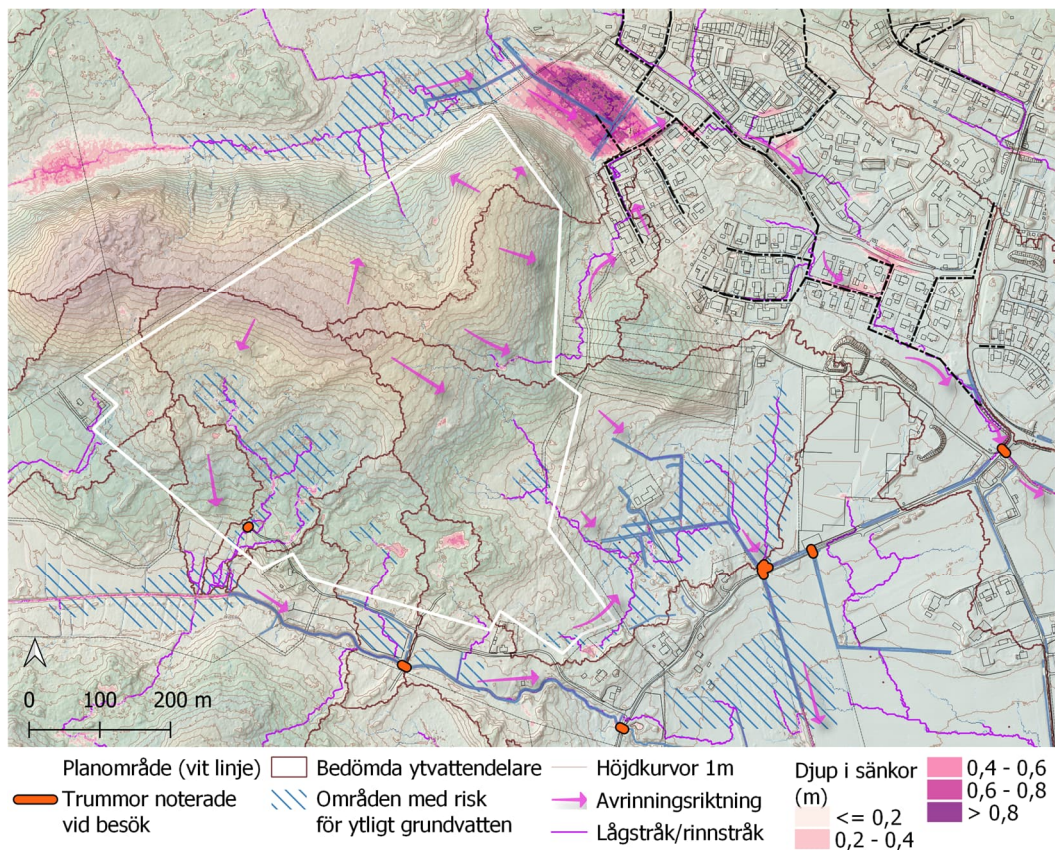 0 100 200 m
Planområde (vit linje)
Trummor noterade
vid besök
Bedömda ytvattendelare
Områden med risk
för ytligt grundvatten
Höjdkurvor 1m
Avrinningsriktning
Lågstråk/rinnstråk
Djup i sänkor
(m)
<= 0,2
0,2 - 0,4
0,4 - 0,6
0,6 - 0,8
> 0,8